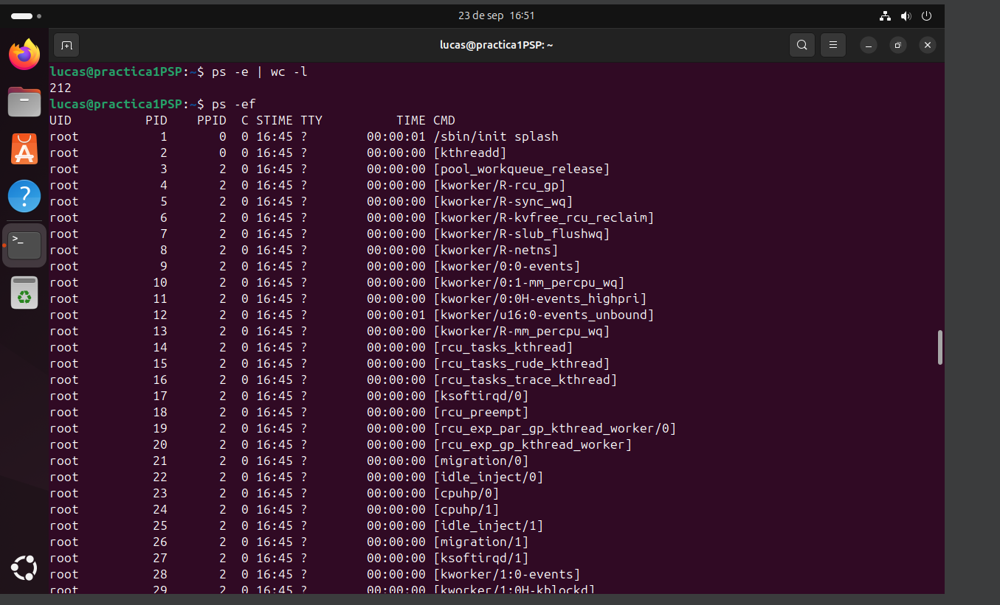 23 de sep 16:51
lucas@practica1PSP: ~
lucas@practica1PSP:~$ ps -e | wc -l
212
lucas@practica1PSP:~$ ps -ef
UID PID PPID C STIME TTY TIME CMD
root 1 0 0 16:45 ? 00:00:01 /sbin/init splash
root 2 0 0 16:45 ? 00:00:00 [kthreadd]
root 3 2 0 16:45 ? 00:00:00 [pool_workqueue_release]
root 4 2 0 16:45 ? 00:00:00 [kworker/R-rcu_gp]
root 5 2 0 16:45 ? 00:00:00 [kworker/R-sync_wq]
root 6 2 0 16:45 ? 00:00:00 [kworker/R-kvfree_rcu_reclaim]
root 7 2 0 16:45 ? 00:00:00 [kworker/R-slub_flushwq]
root 8 2 0 16:45 ? 00:00:00 [kworker/R-netns]
root 9 2 0 16:45 ? 00:00:00 [kworker/0:0-events]
root 10 2 0 16:45 ? 00:00:00 [kworker/0:1-mm_percpu_wq]
root 11 2 0 16:45 ? 00:00:00 [kworker/0:0H-events_highpri]
root 12 2 0 16:45 ? 00:00:01 [kworker/u16:0-events_unbound]
root 13 2 0 16:45 ? 00:00:00 [kworker/R-mm_percpu_wq]
root 14 2 0 16:45 ? 00:00:00 [rcu_tasks_kthread]
root 15 2 0 16:45 ? 00:00:00 [rcu_tasks_rude_kthread]
root 16 2 0 16:45 ? 00:00:00 [rcu_tasks_trace_kthread]
root 17 2 0 16:45 ? 00:00:00 [ksoftirqd/0]
root 18 2 0 16:45 ? 00:00:00 [rcu_preempt]
root 19 2 0 16:45 ? 00:00:00 [rcu_exp_par_gp_kthread_worker/0]
root 20 2 0 16:45 ? 00:00:00 [rcu_exp_gp_kthread_worker]
root 21 2 0 16:45 ? 00:00:00 [migration/0]
root 22 2 0 16:45 ? 00:00:00 [idle_inject/0]
root 23 2 0 16:45 ? 00:00:00 [cpuhp/0]
root 24 2 0 16:45 ? 00:00:00 [cpuhp/1]
root 25 2 0 16:45 ? 00:00:00 [idle_inject/1]
root 26 2 0 16:45 ? 00:00:00 [migration/1]
root 27 2 0 16:45 ? 00:00:00 [ksoftirqd/1]
root 28 2 0 16:45 ? 00:00:00 [kworker/1:0-events]
root 29 2 0 16:45 ? 00:00:00 [kworker/1:0H-kblockd]